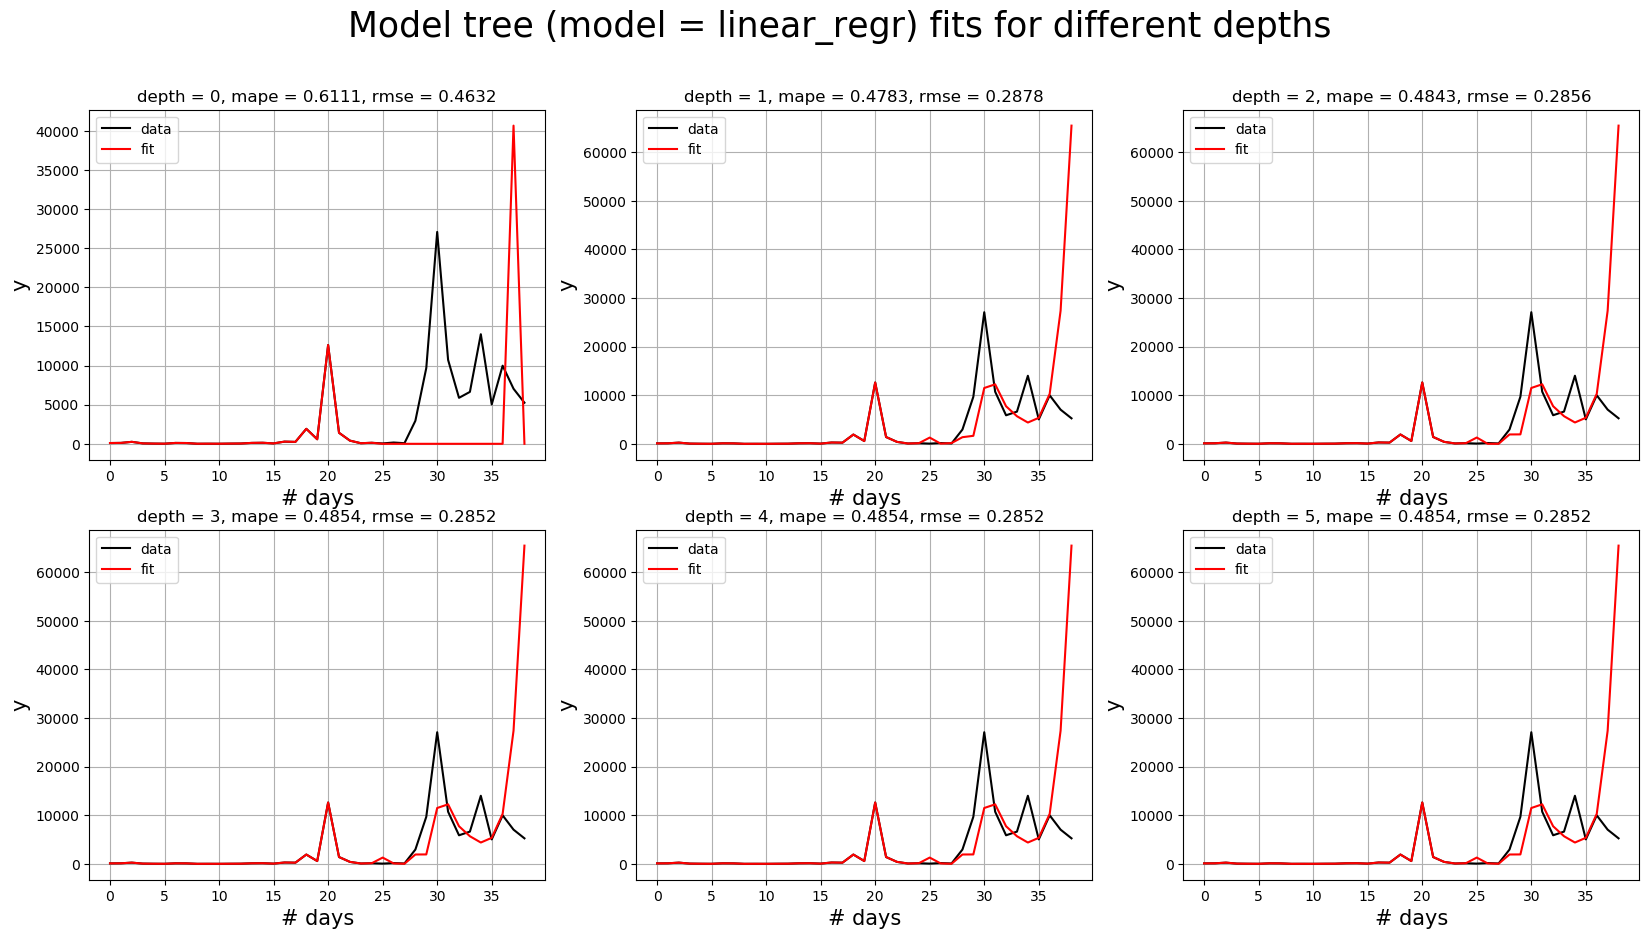 Model tree (model = linear_regr) fits for different depths
depth = 0, mape = 0.6111, rmse = 0.4632
data
fit
40000
35000
30000
25000
20000
15000
10000
5000
0
y
0 5 10 15 20 25 30 35
# days
depth = 1, mape = 0.4783, rmse = 0.2878
data
fit
60000
50000
40000
30000
20000
10000
0
y
0 5 10 15 20 25 30 35
# days
depth = 2, mape = 0.4843, rmse = 0.2856
data
fit
60000
50000
40000
30000
20000
10000
0
y
0 5 10 15 20 25 30 35
# days
depth = 3, mape = 0.4854, rmse = 0.2852
data
fit
60000
50000
40000
30000
20000
10000
0
y
0 5 10 15 20 25 30 35
# days
depth = 4, mape = 0.4854, rmse = 0.2852
data
fit
60000
50000
40000
30000
20000
10000
0
y
0 5 10 15 20 25 30 35
# days
depth = 5, mape = 0.4854, rmse = 0.2852
data
fit
60000
50000
40000
30000
20000
10000
0
y
0 5 10 15 20 25 30 35
# days